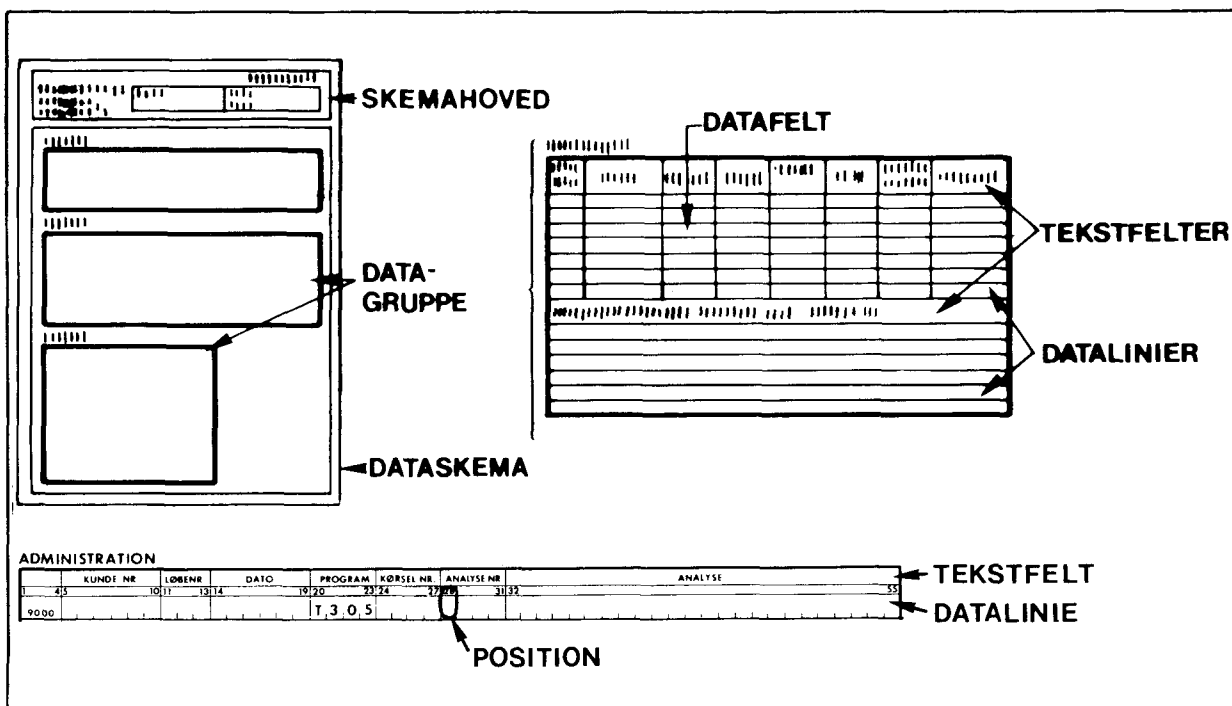 SKEMAHOVED
DATAFELT
TEKSTFELTER
DATA-
GRUPPE
DATALINIER
DATASKEMA
ADMINISTRATION
KUNDE NR LØBENR DATO PROGRAM KØRSEL NR. ANALYSE NR ANALYSE
1 4 5 10 11 13 14 19 20 23 24 27 31 32 55
9000 T 3 0 5
TEKSTFELT
DATALINIE
POSITION